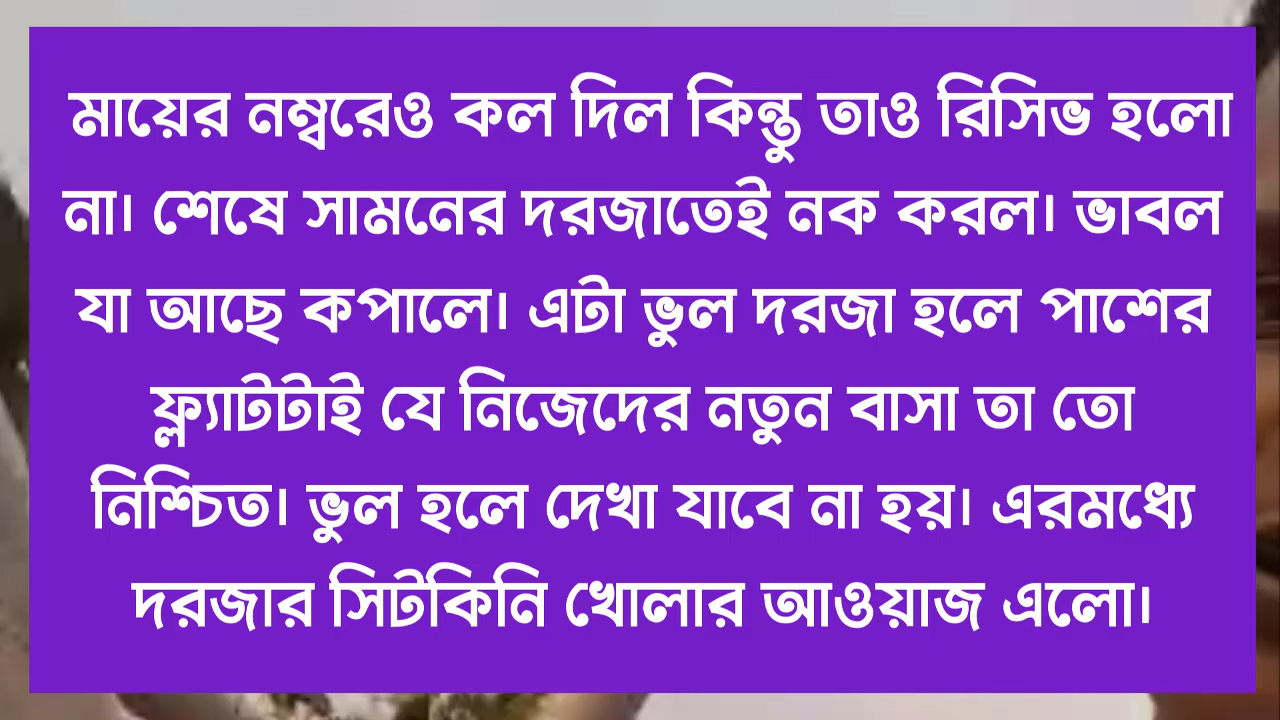 মায়ের নম্বরেও কল দিল কিন্তু তাও রিসিভ হলো
না। শেষে সামনের দরজাতেই নক করল। ভাবল
যা আছে কপালে। এটা ভুল দরজা হলে পাশের
ফ্ল্যাটটাই যে নিজেদের নতুন বাসা তা তো
নিশ্চিত। ভুল হলে দেখা যাবে না হয়। এরমধ্যে
দরজার সিটকিনি খোলার আওয়াজ এলো।